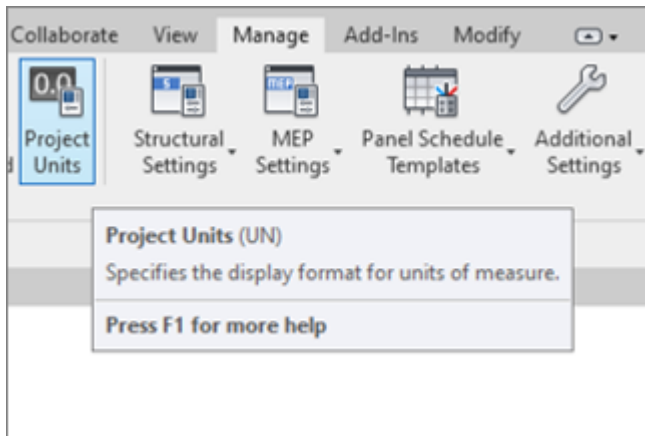 Collaborate View Manage Add-Ins Modify
0.0
S
MEP
Project
Units
Structural
Settings
MEP
Settings
Panel Schedule
Templates
Additional
Settings
Project Units (UN)
Specifies the display format for units of measure.
Press F1 for more help